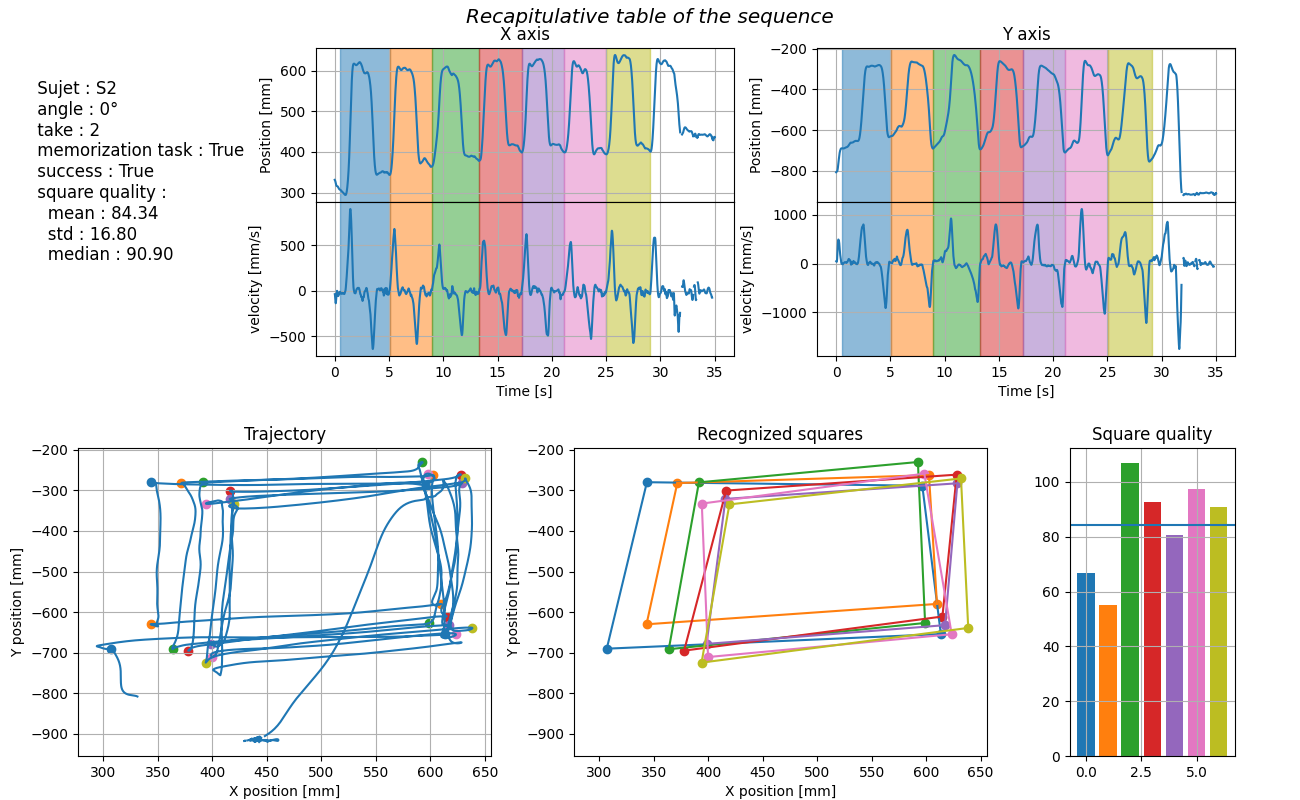 Recapitulative table of the sequence
Sujet : S2
angle : 0°
take : 2
memorization task : True
success : True
square quality :
mean : 84.34
std : 16.80
median : 90.90
X axis
Position [mm]
600
500
400
300
velocity [mm/s]
500
0
−500
0 5 10 15 20 25 30 35
Time [s]
Y axis
Position [mm]
−200
−400
−600
−800
velocity [mm/s]
1000
0
−1000
0 5 10 15 20 25 30 35
Time [s]
Trajectory
Y position [mm]
−200
−300
−400
−500
−600
−700
−800
−900
300 350 400 450 500 550 600 650
X position [mm]
Recognized squares
Y position [mm]
−200
−300
−400
−500
−600
−700
−800
−900
300 350 400 450 500 550 600 650
X position [mm]
Square quality
100
80
60
40
20
0
0.0 2.5 5.0